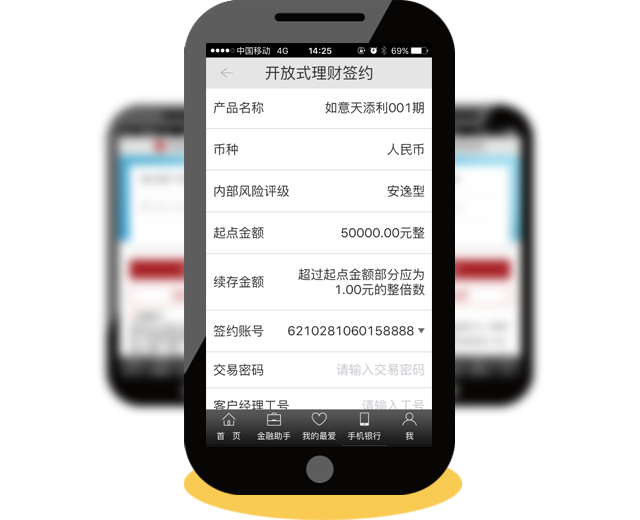 中国移动 4G 14:25 69%
开放式理财签约
产品名称 如意天添利001期
币种 人民币
内部风险评级 安逸型
起点金额 50000.00元整
续存金额 超过起点金额部分应为
1.00元的整倍数
签约账号 6210281060158888
交易密码 请输入交易密码
客户经理工号 请输入工号
首 页 金融助手 我的最爱 手机银行 我